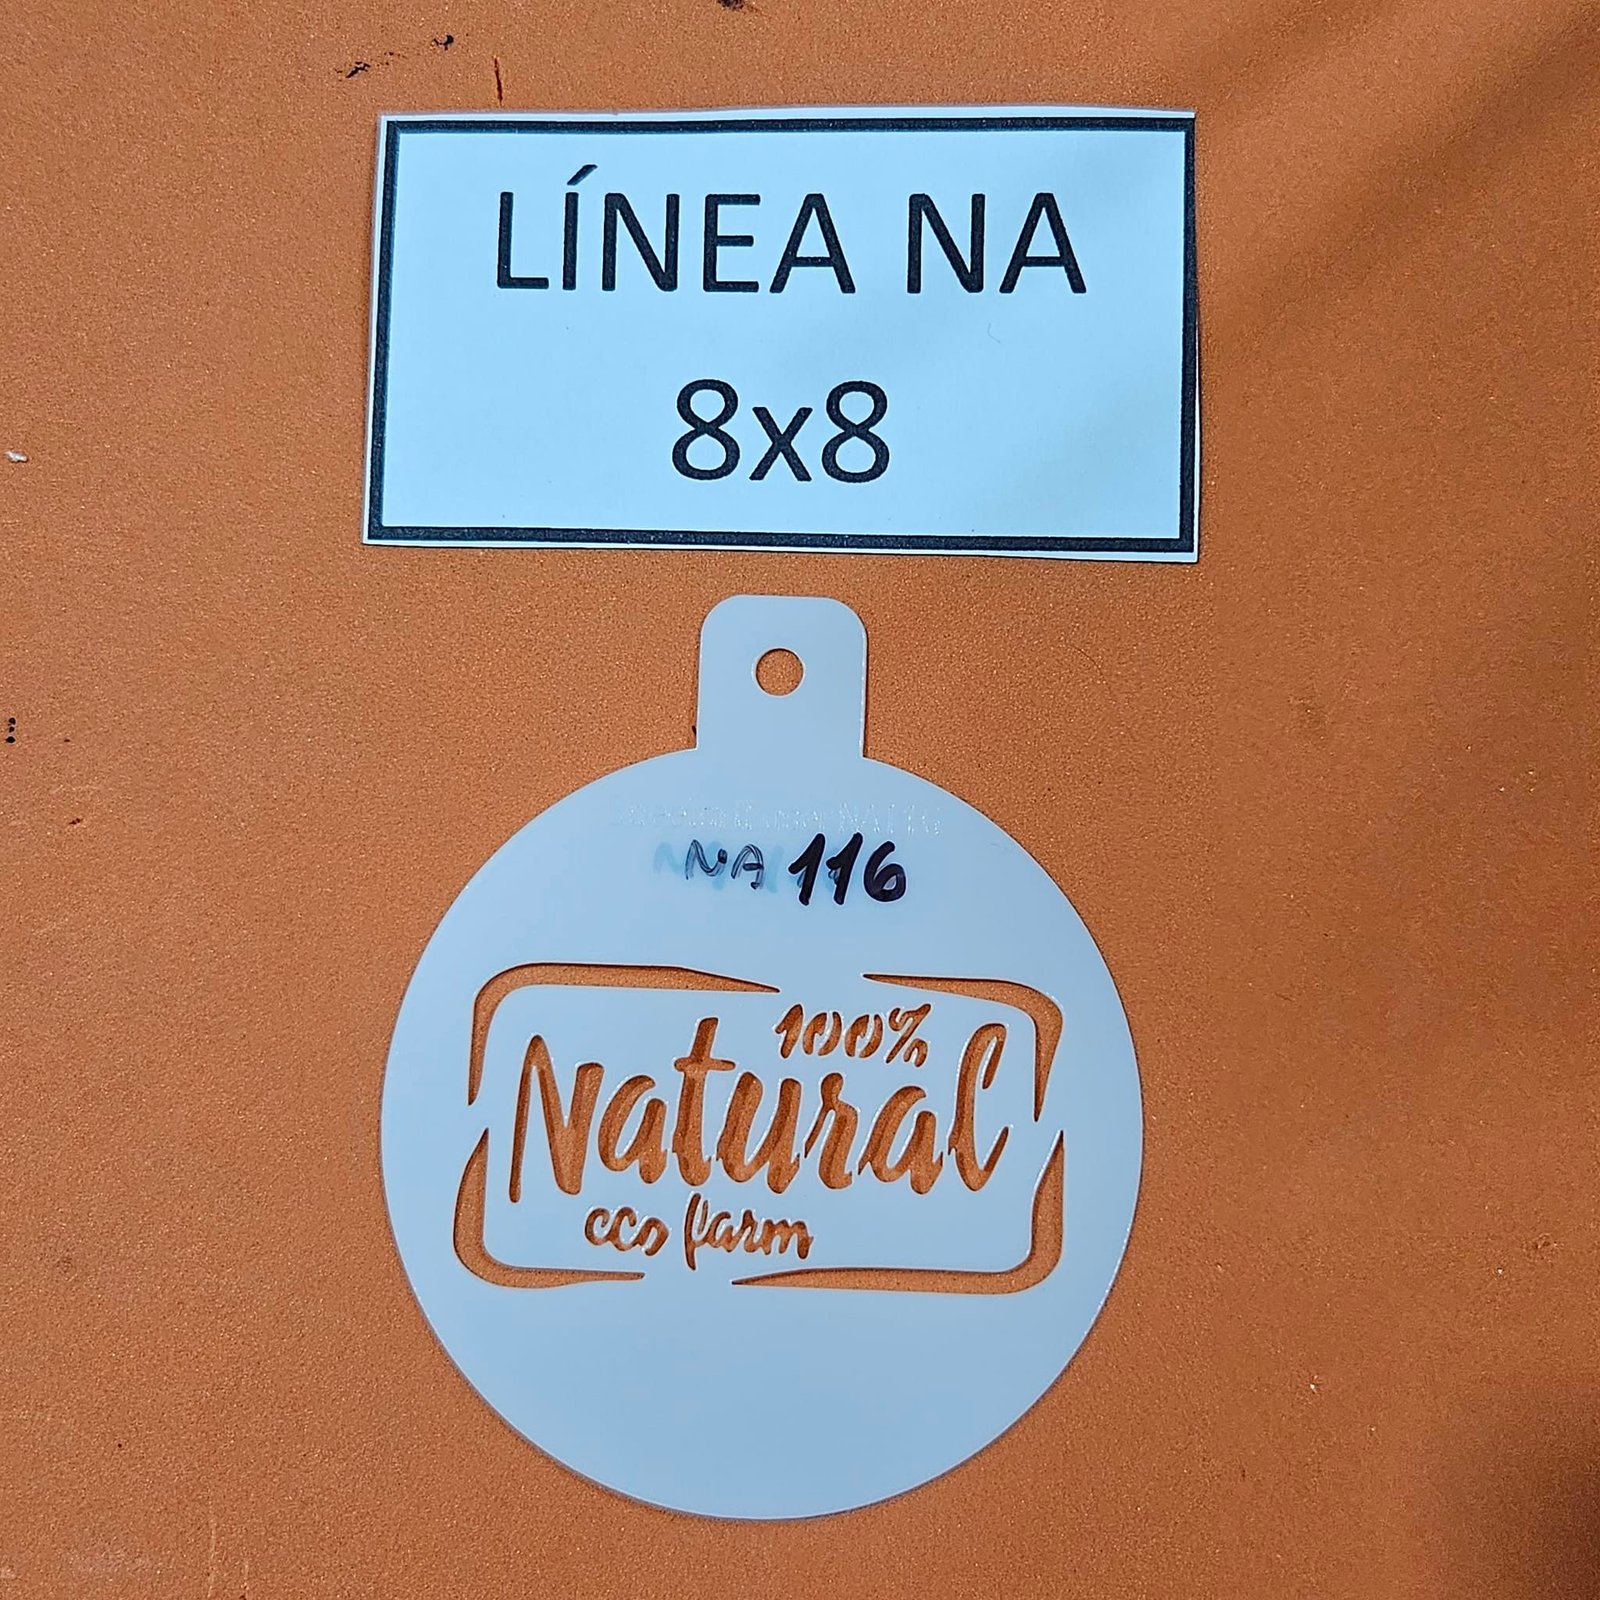 LÍNEA NA
8x8
NA 116
100%
Natural
eco farm